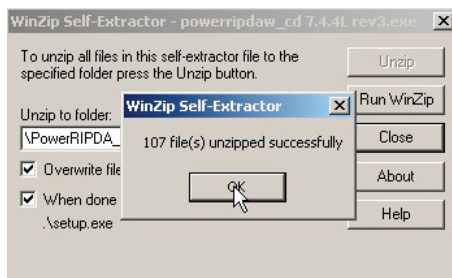 WinZip Self-Extractor - powerripdaw_cd 7.4.4L rev3.exe
To unzip all files in this self-extractor file to the
specified folder press the Unzip button.
Unzip to folder:
\PowerRIPDA_
Overwrite file
When done
.\setup.exe
Unzip
Run WinZip
Close
About
Help
WinZip Self-Extractor
107 file(s) unzipped successfully
OK